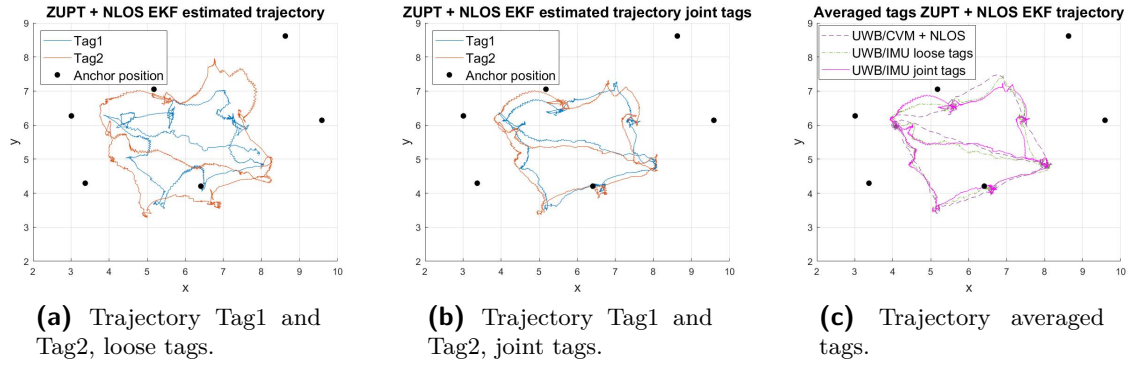 ZUPT + NLOS EKF estimated trajectory
Tag1
Tag2
Anchor position
9
8
7
6
5
4
3
2
y
2 3 4 5 6 7 8 9 10
x
(a) Trajectory Tag1 and
Tag2, loose tags.
ZUPT + NLOS EKF estimated trajectory joint tags
Tag1
Tag2
Anchor position
9
8
7
6
5
4
3
2
y
2 3 4 5 6 7 8 9 10
x
(b) Trajectory Tag1 and
Tag2, joint tags.
Averaged tags ZUPT + NLOS EKF trajectory
UWB/CVM + NLOS
UWB/IMU loose tags
UWB/IMU joint tags
9
8
7
6
5
4
3
2
y
2 3 4 5 6 7 8 9 10
x
(c) Trajectory averaged
tags.